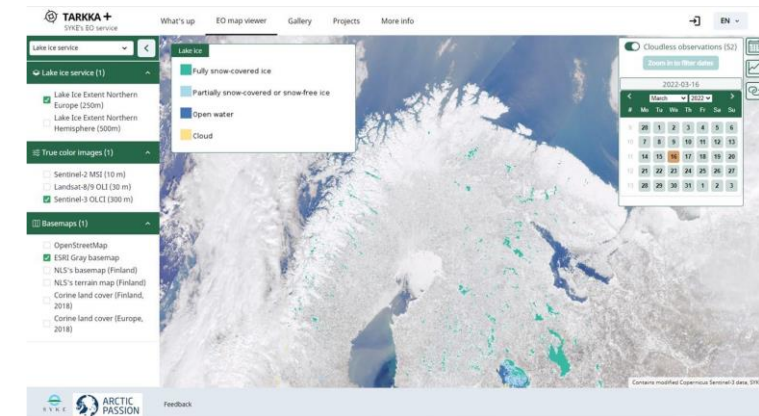 TARKKA +
SYKE's EO service
What's up
EO map viewer
Gallery
Projects
More info
EN
Lake ice service
Lake ice service (1)
Lake Ice Extent Northern
Europe (250m)
Lake Ice Extent Northern
Hemisphere (500m)
True color images (1)
Sentinel-2 MSI (10 m)
Landsat-8/9 OLI (30 m)
Sentinel-3 OLCI (300 m)
Basemaps (1)
OpenStreetMap
ESRI Gray basemap
NLS's basemap (Finland)
NLS's terrain map (Finland)
Corine land cover (Finland,
2018)
Corine land cover (Europe,
2018)
Lake ice
Fully snow-covered ice
Partially snow-covered or snow-free ice
Open water
Cloud
Cloudless observations (52)
Zoom in to filter dates
2022-03-16
March 2022
# Mo Tu We Th Fr Sa Su
9 28 1 2 3 4 5 6
10 7 8 9 10 11 12 13
11 14 15 16 17 18 19 20
12 21 22 23 24 25 26 27
13 28 29 30 31 1 2 3
Contains modified Copernicus Sentinel-3 data, SYK
SYKE
ARCTIC
PASSION
Feedback